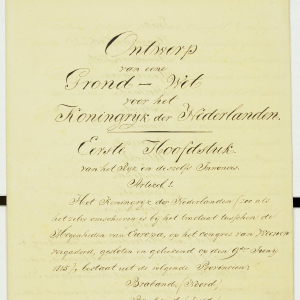 Ontwerp
van eene
Grond-Wet
voor het
Koningryk der Nederlanden.
Eerste Hoofdstuk.
van het Ryk en deszelfs Inwoners.
Artikel 1.
Het Koningryk der Nederlanden, zoo als
het zelve omschreven is by het tractaat tusschen de
Mogendheden van Europa, op het congres van Weenen
vergaderd, gesloten en geteekend op den 9den Juny
1815, bestaat uit de volgende Provincien:
Braband (Noord)